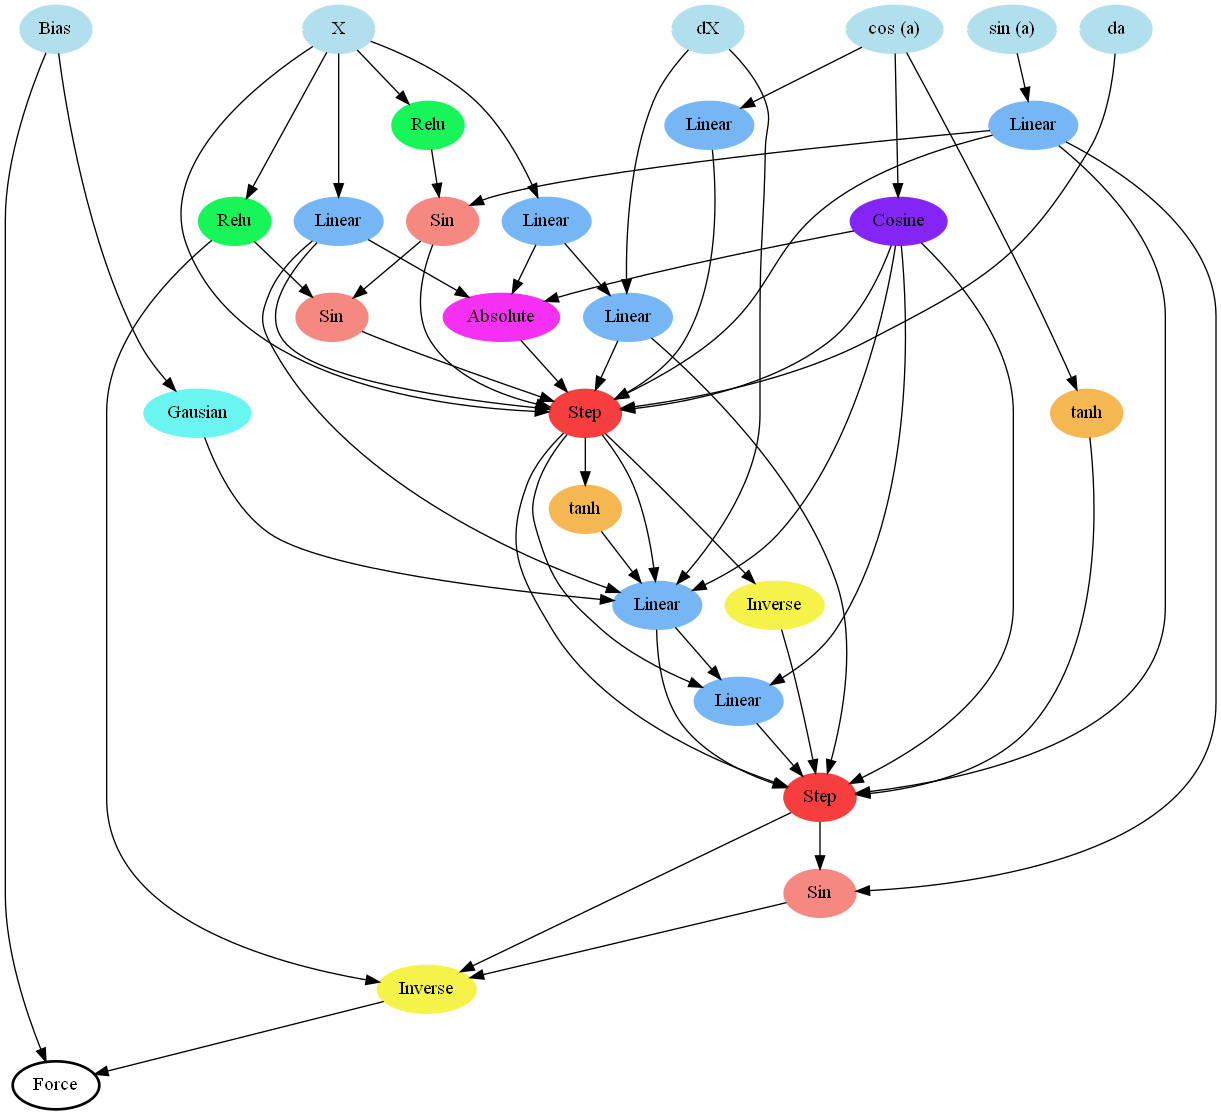 Bias
X
dX
cos (a)
sin (a)
da
Relu
Linear
Linear
Relu
Linear
Sin
Linear
Cosine
Sin
Absolute
Linear
Gausian
Step
tanh
tanh
Linear
Inverse
Linear
Step
Sin
Inverse
Force